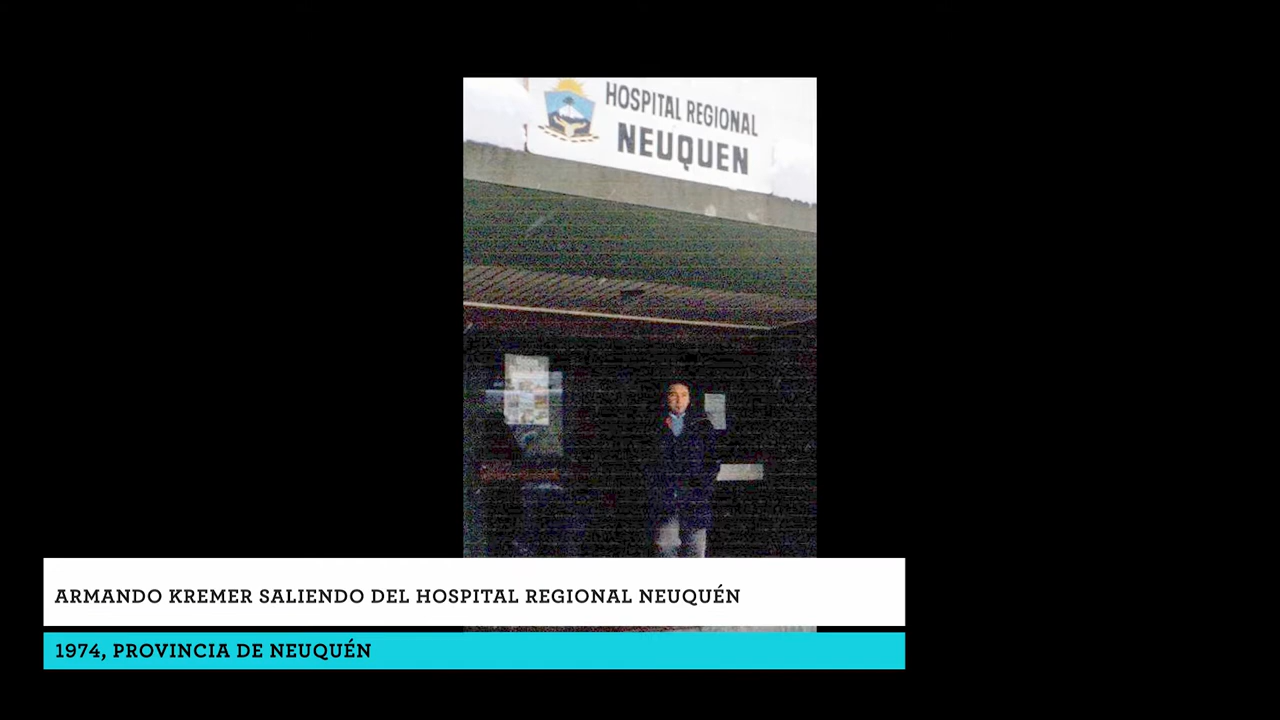 HOSPITAL REGIONAL
NEUQUEN
ARMANDO KREMER SALIENDO DEL HOSPITAL REGIONAL NEUQUÉN
1974, PROVINCIA DE NEUQUÉN